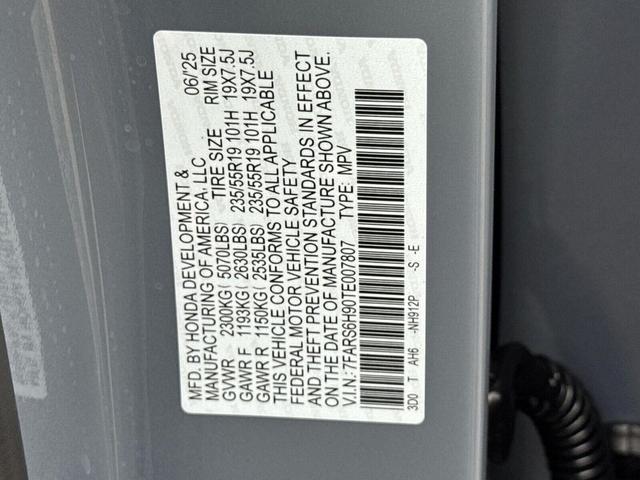 MFD. BY HONDA DEVELOPMENT & 06/'25
MANUFACTURING OF AMERICA, LLC
TIRE SIZE RIM SIZE
GVWR 2300KG( 5070LBS)
GAWR F 1193KG( 2630LBS) 235/55R19 101H 19X7.5J
GAWR R 1150KG( 2535LBS) 235/55R19 101H 19X7.5J
THIS VEHICLE CONFORMS TO ALL APPLICABLE
FEDERAL MOTOR VEHICLE SAFETY
AND THEFT PREVENTION STANDARDS IN EFFECT
ON THE DATE OF MANUFACTURE SHOWN ABOVE.
V.I.N.:7FARS6H90TE007807 TYPE: MPV
3D0 T AH6 -NH912P -S -E